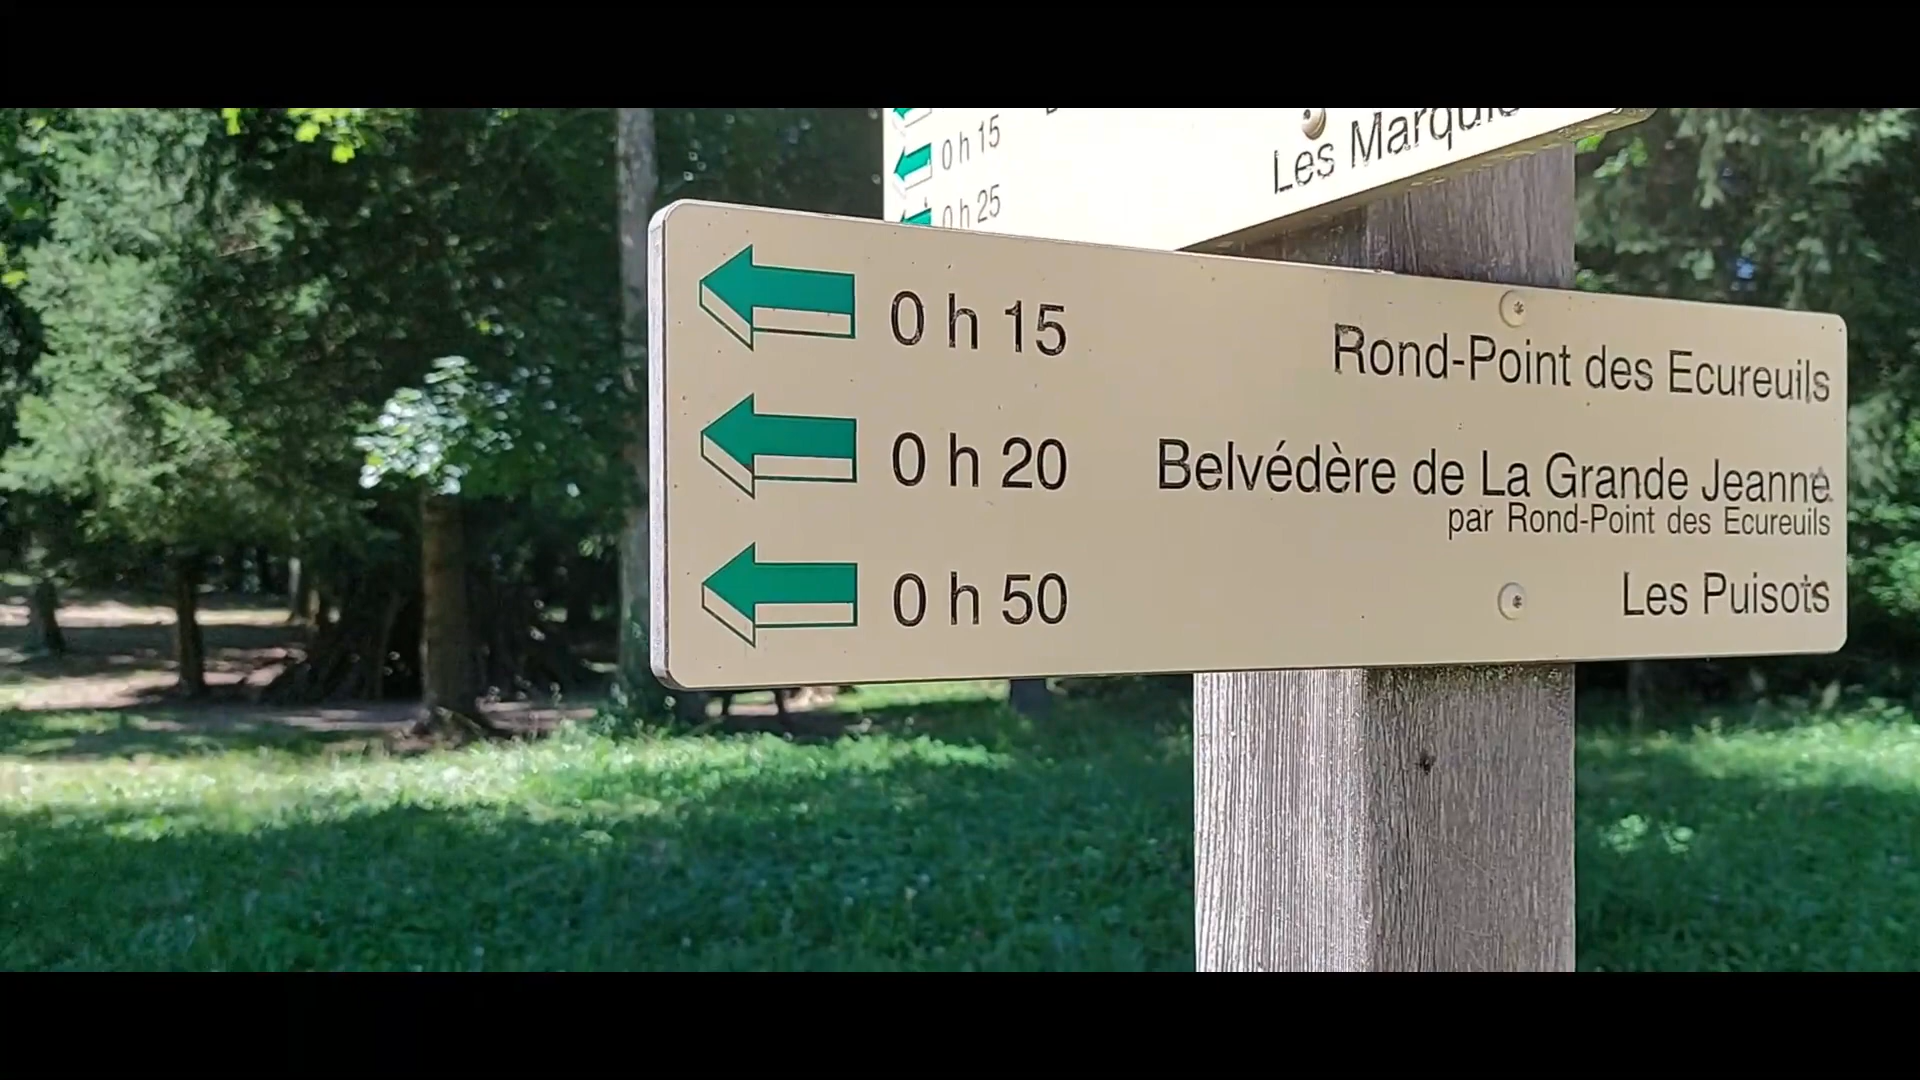 0 h 15
Les
0 h 25
0 h 15 Rond-Point des Ecureuils
0 h 20 Belvédère de La Grande Jeanne
par Rond-Point des Ecureuils
0 h 50 Les Puisots